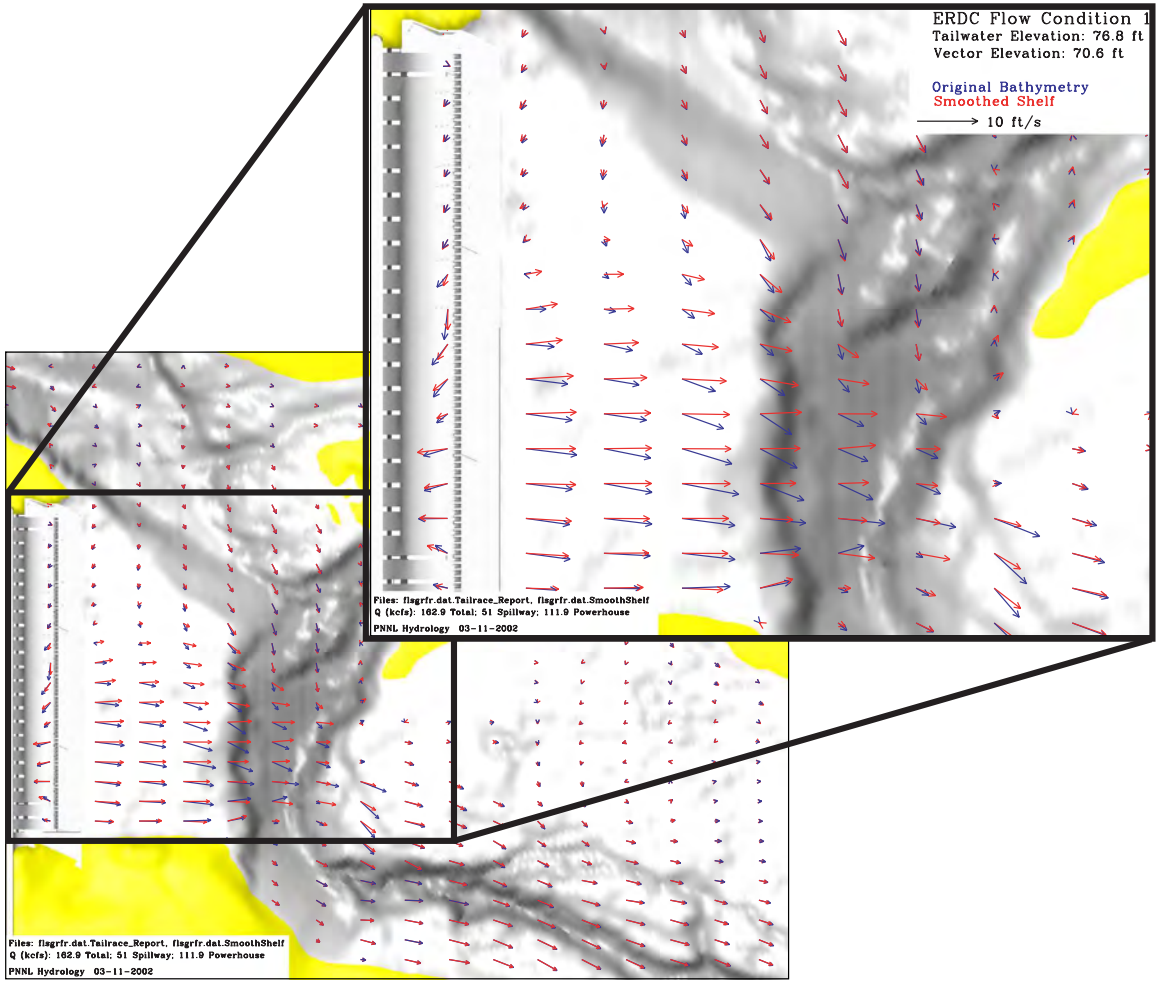 ERDC Flow Condition 1
Tailwater Elevation: 76.8 ft
Vector Elevation: 70.6 ft
Original Bathymetry
Smoothed Shelf
10 ft/s
Files: flsgrfr.dat.Tailrace_Report, flsgrfr.dat.SmoothShelf
Q (kcfs): 162.9 Total; 51 Spillway; 111.9 Powerhouse
PNNL Hydrology 03-11-2002
Files: flsgrfr.dat.Tailrace_Report, flsgrfr.dat.SmoothShelf
Q (kcfs): 162.9 Total; 51 Spillway; 111.9 Powerhouse
PNNL Hydrology 03-11-2002